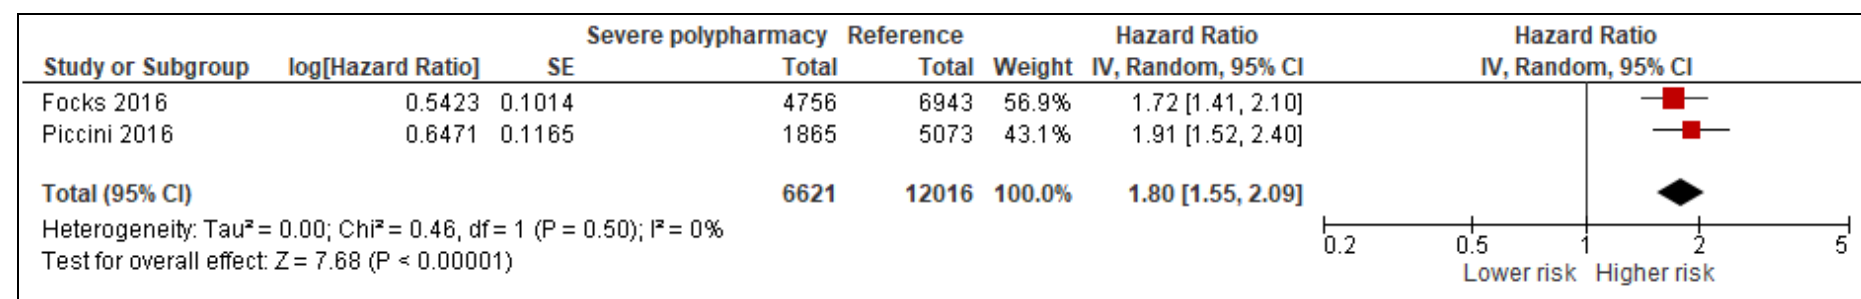 Severe polypharmacy Reference Hazard Ratio Hazard Ratio
Study or Subgroup log[Hazard Ratio] SE Total Total Weight IV, Random, 95% CI IV, Random, 95% CI
Focks 2016 0.5423 0.1014 4756 6943 56.9% 1.72 [1.41, 2.10]
Piccini 2016 0.6471 0.1165 1865 5073 43.1% 1.91 [1.52, 2.40]
Total (95% CI) 6621 12016 100.0% 1.80 [1.55, 2.09]
Heterogeneity: Tau² = 0.00; Chi² = 0.46, df = 1 (P = 0.50); I² = 0%
Test for overall effect: Z = 7.68 (P < 0.00001)
0.2 0.5 1 2 5
Lower risk Higher risk